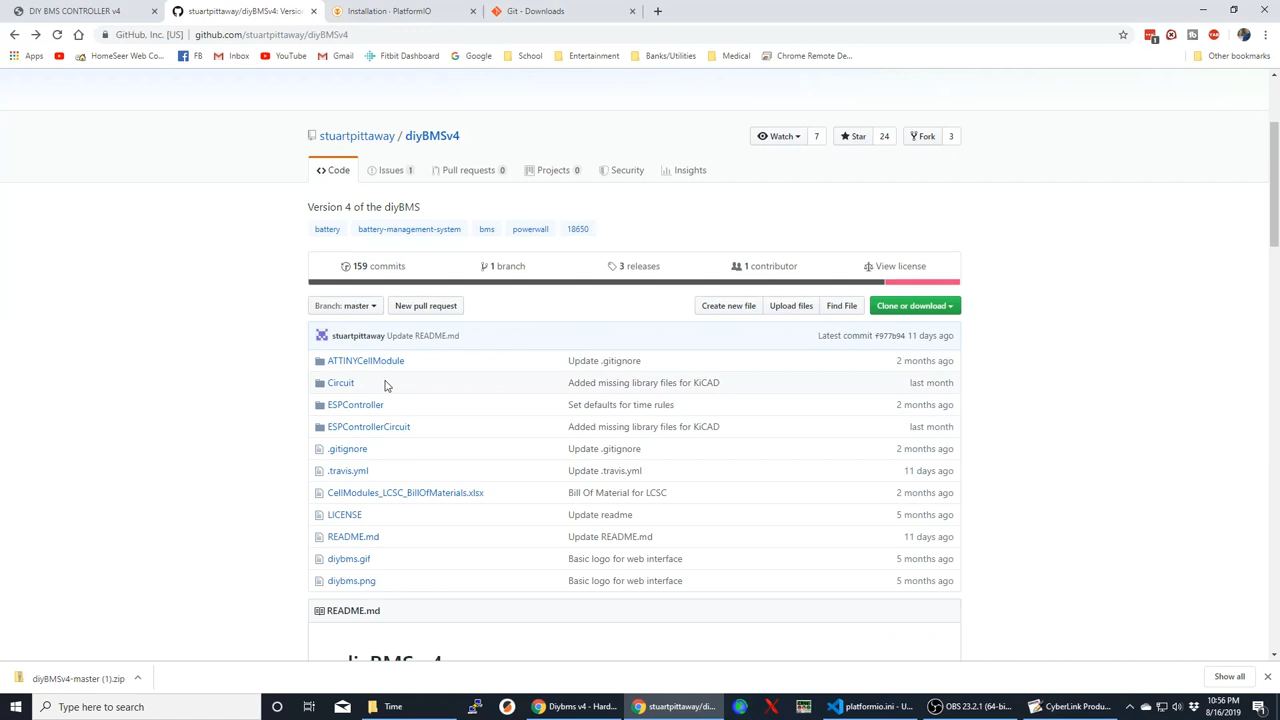 DIY BMS CONTROLLER v4
stuartpittaway/diyBMSv4: Versio
Installation · PlatformIO
Git - Downloads
GitHub, Inc. [US]
github.com/stuartpittaway/diyBMSv4
Apps
HomeSeer Web Co...
FB
Inbox
YouTube
Gmail
Fitbit Dashboard
Google
School
Entertainment
Banks/Utilities
Medical
Chrome Remote De...
Other bookmarks
stuartpittaway / diyBMSv4
Watch 7
Star 24
Fork 3
Code
Issues 1
Pull requests 0
Projects 0
Security
Insights
Version 4 of the diyBMS
battery
battery-management-system
bms
powerwall
18650
159 commits
1 branch
3 releases
1 contributor
View license
Branch: master
New pull request
Create new file
Upload files
Find File
Clone or download
stuartpittaway Update README.md
Latest commit f977b94 11 days ago
ATTINYCellModule Update .gitignore 2 months ago
Circuit Added missing library files for KiCAD last month
ESPController Set defaults for time rules 2 months ago
ESPControllerCircuit Added missing library files for KiCAD last month
.gitignore Update .gitignore 2 months ago
.travis.yml Update .travis.yml 11 days ago
CellModules_LCSC_BillOfMaterials.xlsx Bill Of Material for LCSC 2 months ago
LICENSE Update readme 5 months ago
README.md Update README.md 11 days ago
diybms.gif Basic logo for web interface 5 months ago
diybms.png Basic logo for web interface 5 months ago
README.md
diyBMSv4
diyBMSv4-master (1).zip
Show all
Type here to search
Time
Diybms v4 - Hard...
stuartpittaway/di...
platformio.ini - U...
OBS 23.2.1 (64-bi...
CyberLink Produc...
10:56 PM
8/16/2019